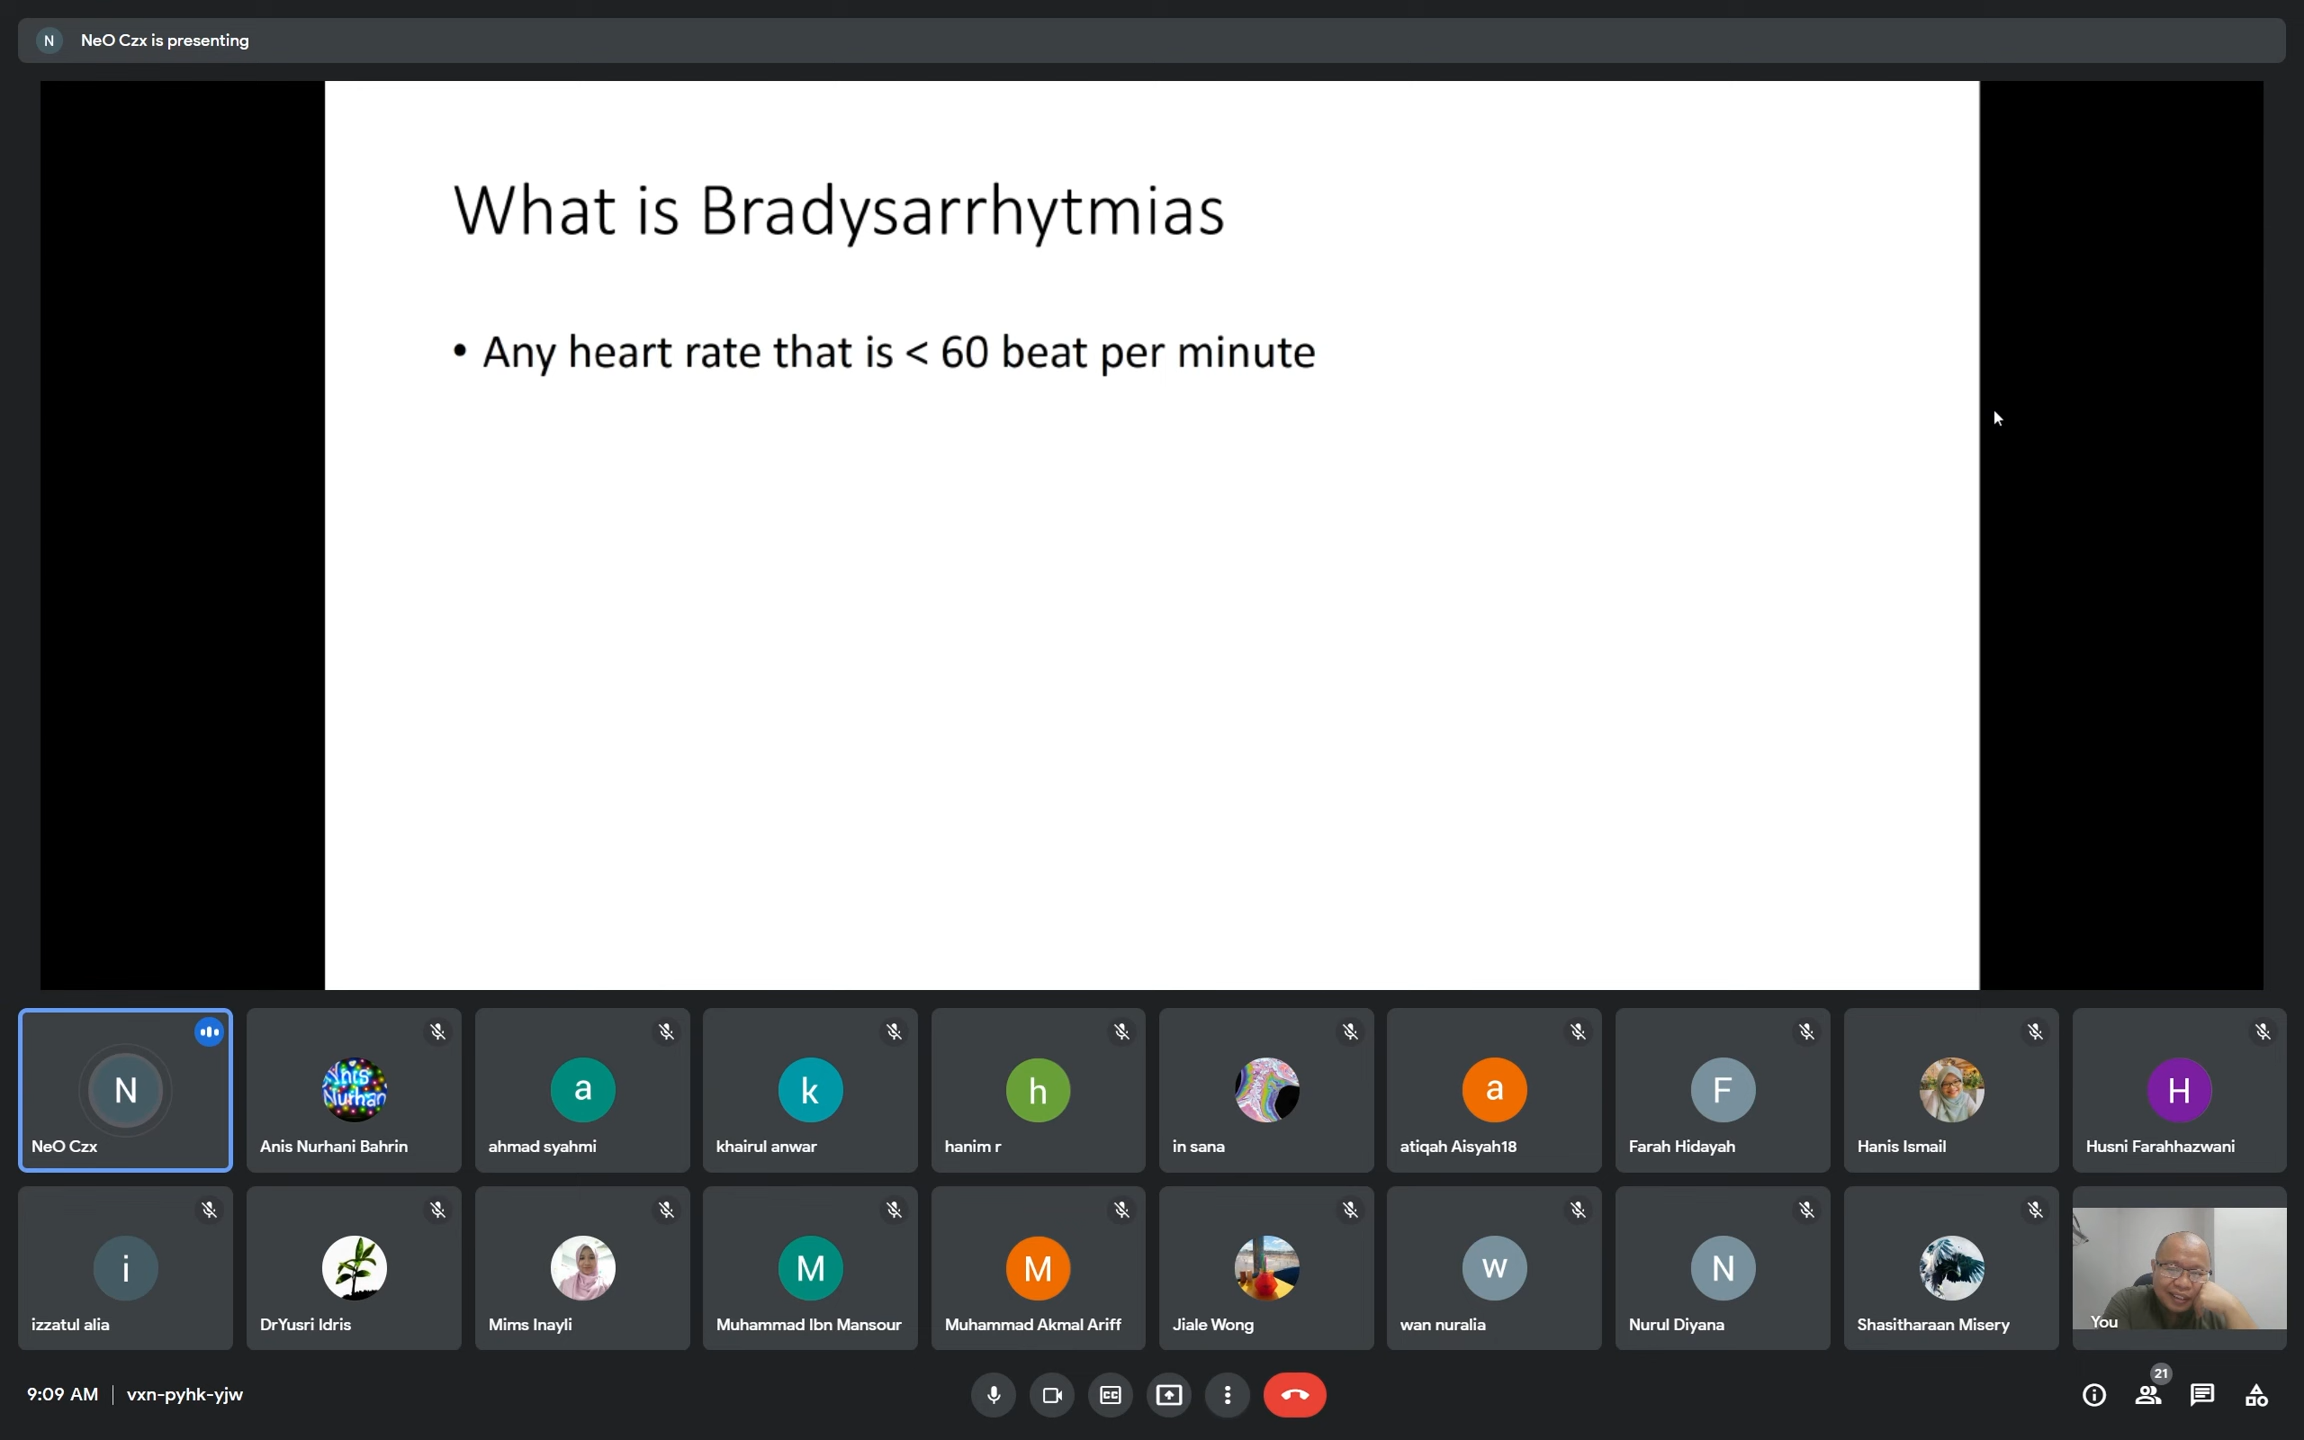 N NeO Czx is presenting
What is Bradysarrhytmias
• Any heart rate that is < 60 beat per minute
N a k h a F H
NeO Czx Anis Nurhani Bahrin ahmad syahmi khairul anwar hanim r in sana atiqah Aisyah18 Farah Hidayah Hanis Ismail Husni Farahhazwani
i M M w N
izzatul alia DrYusri Idris Mims Inayli Muhammad Ibn Mansour Muhammad Akmal Ariff Jiale Wong wan nuralia Nurul Diyana Shasitharaan Misery You
9:09 AM | vxn-pyhk-yjw CC 21